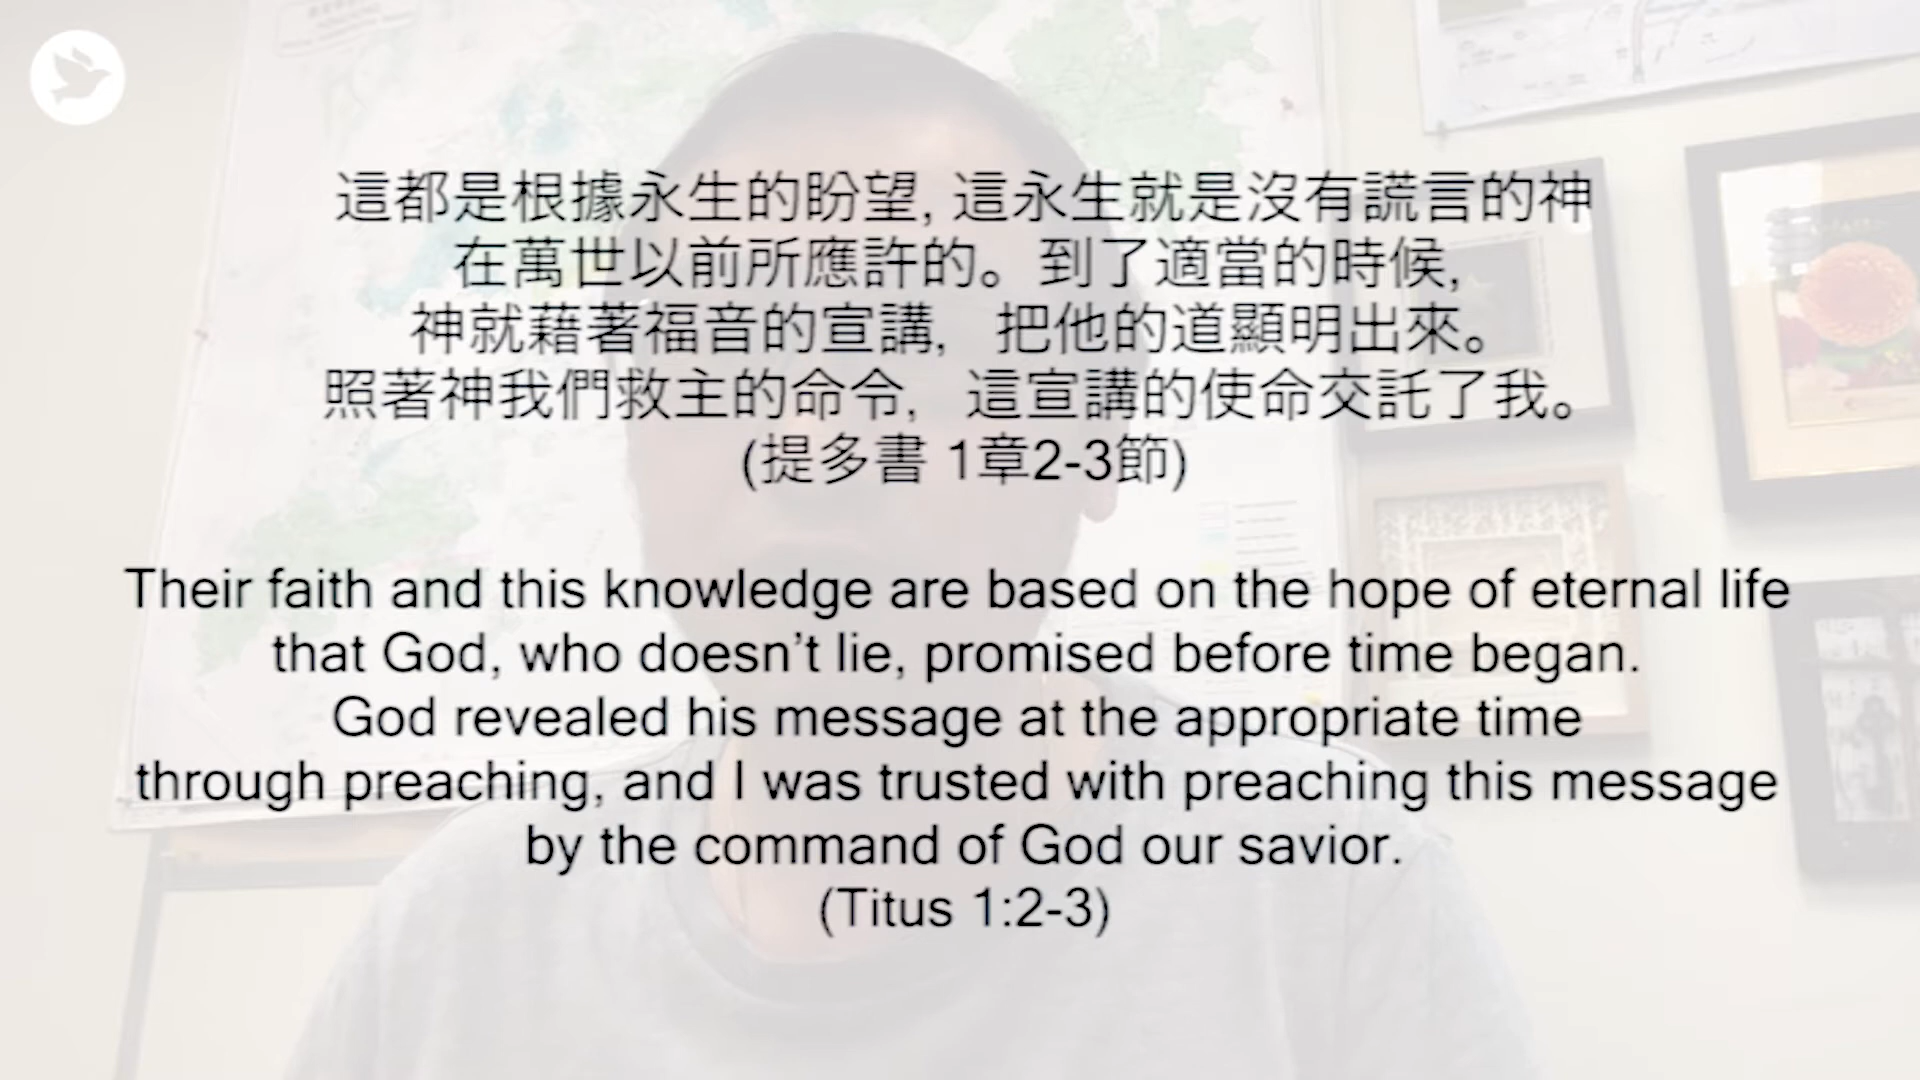 這都是根據永生的盼望, 這永生就是沒有謊言的神
在萬世以前所應許的。到了適當的時候,
神就藉著福音的宣講, 把他的道顯明出來。
照著神我們救主的命令, 這宣講的使命交託了我。
(提多書 1章2-3節)
Their faith and this knowledge are based on the hope of eternal life
that God, who doesn’t lie, promised before time began.
God revealed his message at the appropriate time
through preaching, and I was trusted with preaching this message
by the command of God our savior.
(Titus 1:2-3)